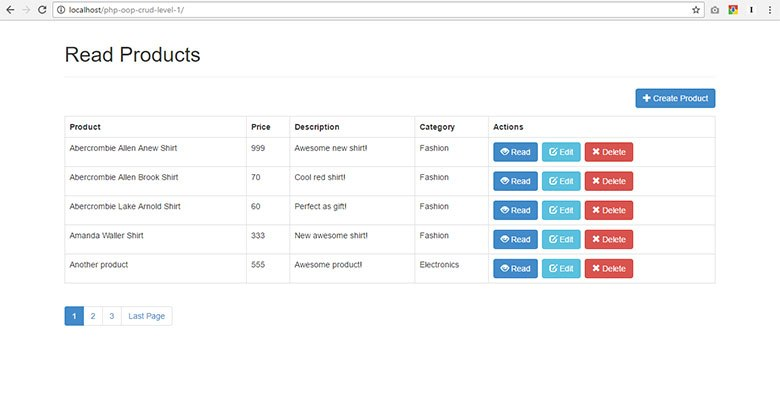 localhost/php-oop-crud-level-1/
Read Products
Create Product
Product Price Description Category Actions
Abercrombie Allen Anew Shirt 999 Awesome new shirt! Fashion Read Edit Delete
Abercrombie Allen Brook Shirt 70 Cool red shirt! Fashion Read Edit Delete
Abercrombie Lake Arnold Shirt 60 Perfect as gift! Fashion Read Edit Delete
Amanda Waller Shirt 333 New awesome shirt! Fashion Read Edit Delete
Another product 555 Awesome product! Electronics Read Edit Delete
1 2 3 Last Page